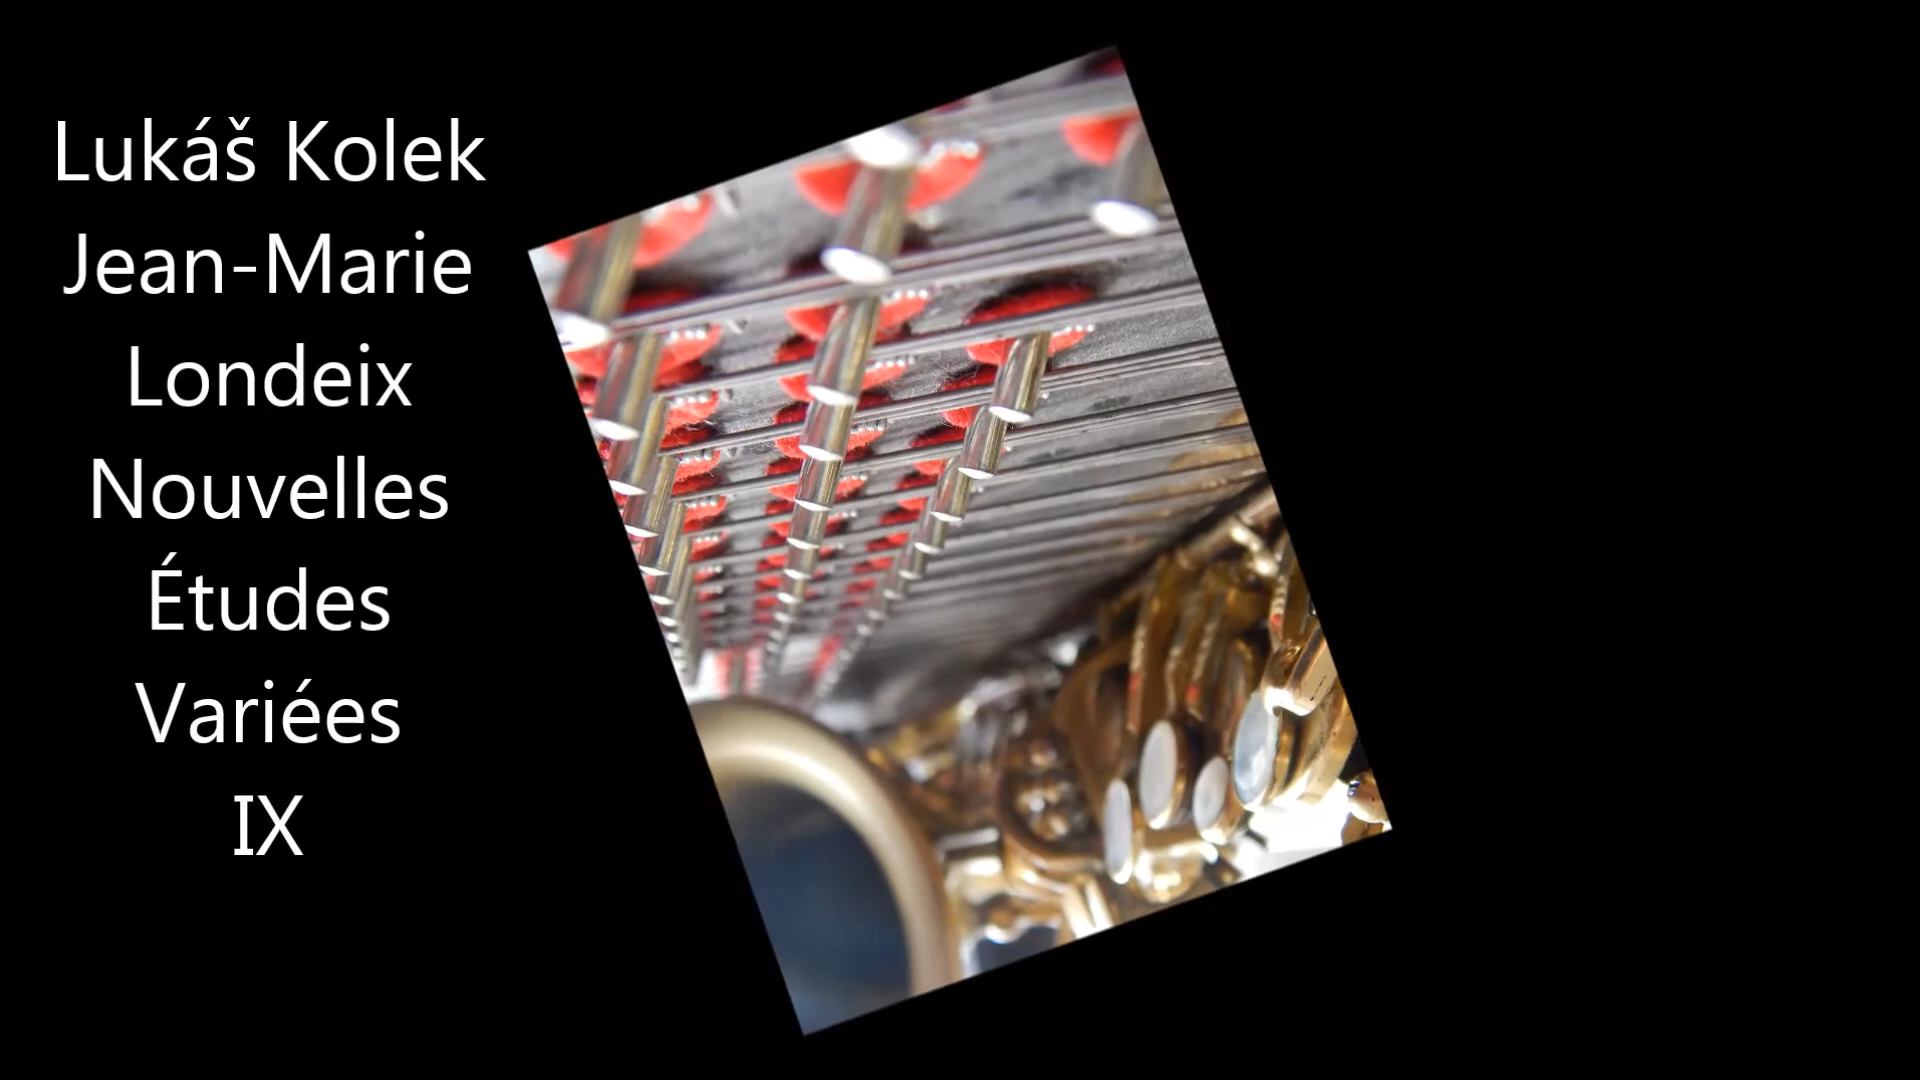 Lukáš Kolek
Jean-Marie
Londeix
Nouvelles
Études
Variées
IX